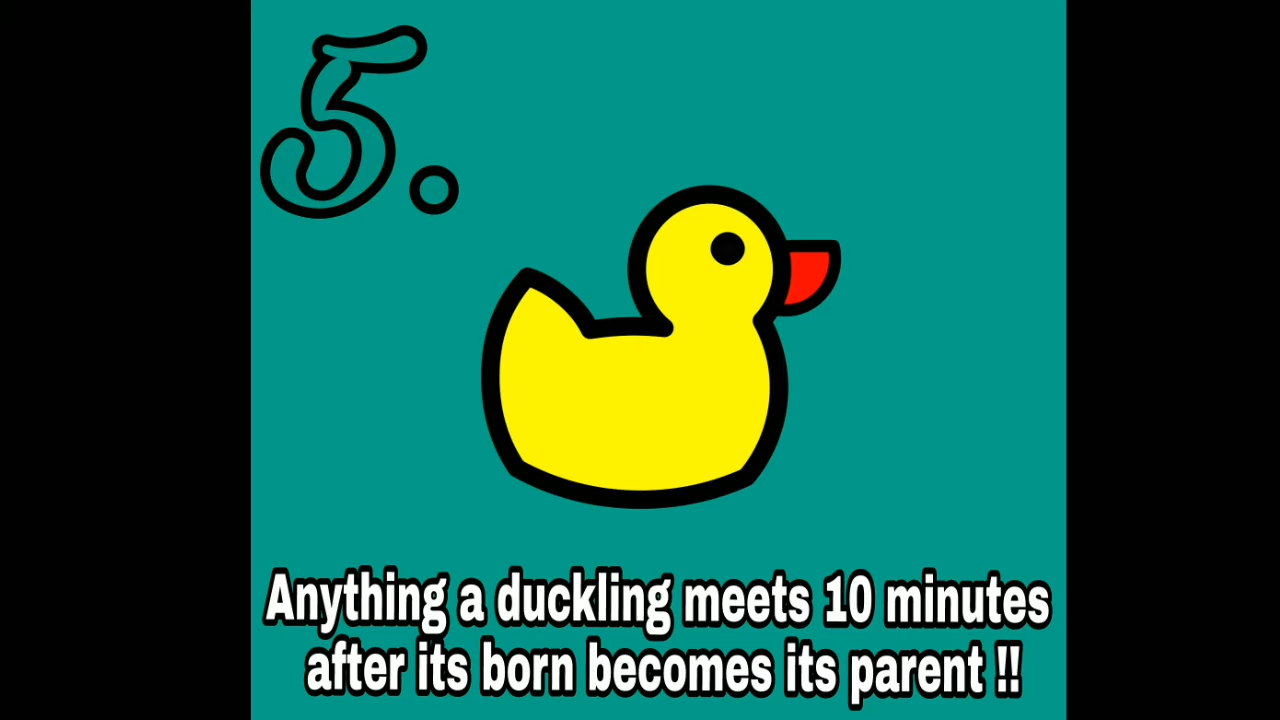 5.
Anything a duckling meets 10 minutes
after its born becomes its parent !!